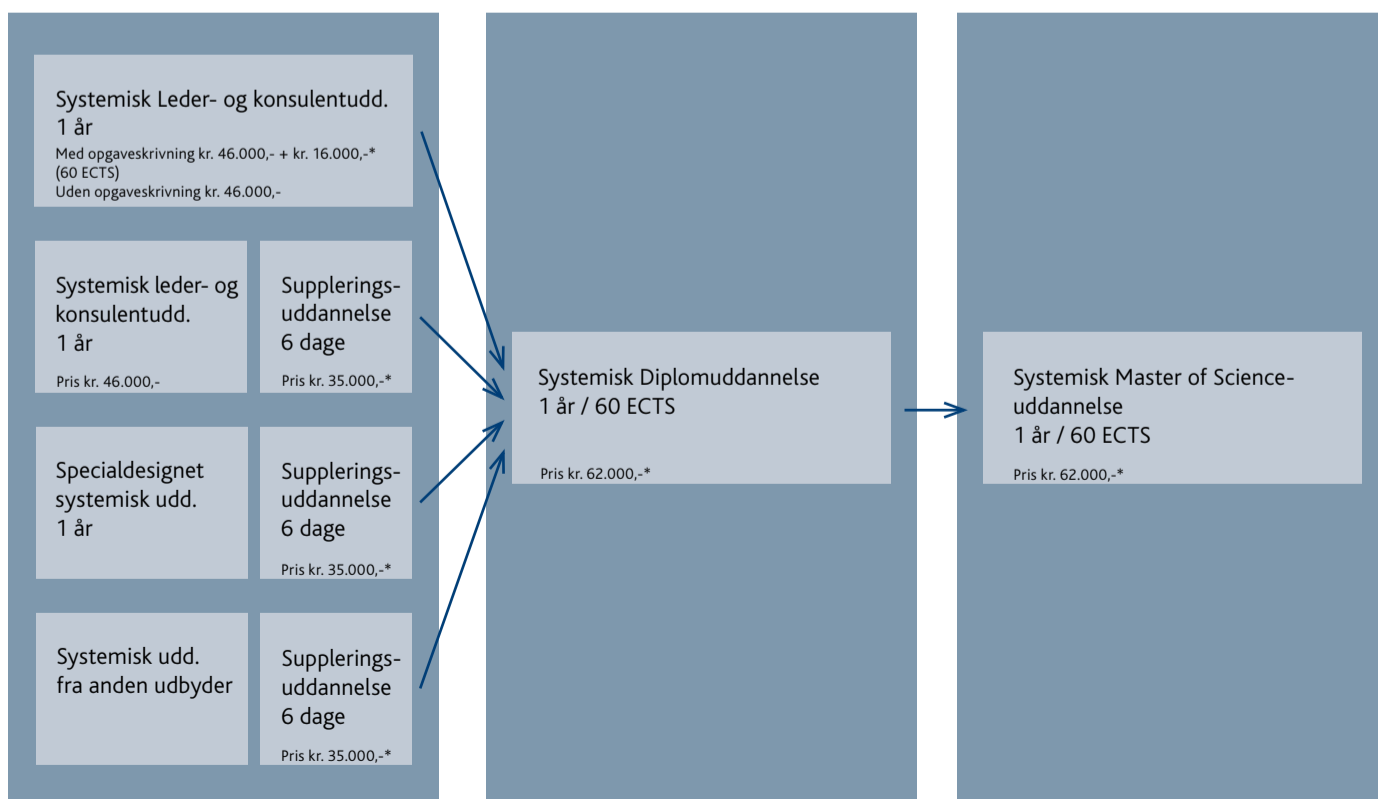 Systemisk Leder- og konsulentudd.
1 år
Med opgaveskrivning kr. 46.000,- + kr. 16.000,-*
(60 ECTS)
Uden opgaveskrivning kr. 46.000,-
Systemisk leder- og
konsulentudd.
1 år
Pris kr. 46.000,-
Supplerings-
uddannelse
6 dage
Pris kr. 35.000,-*
Specialdesignet
systemisk udd.
1 år
Supplerings-
uddannelse
6 dage
Pris kr. 35.000,-*
Systemisk udd.
fra anden udbyder
Supplerings-
uddannelse
6 dage
Pris kr. 35.000,-*
Systemisk Diplomuddannelse
1 år / 60 ECTS
Pris kr. 62.000,-*
Systemisk Master of Science-
uddannelse
1 år / 60 ECTS
Pris kr. 62.000,-*